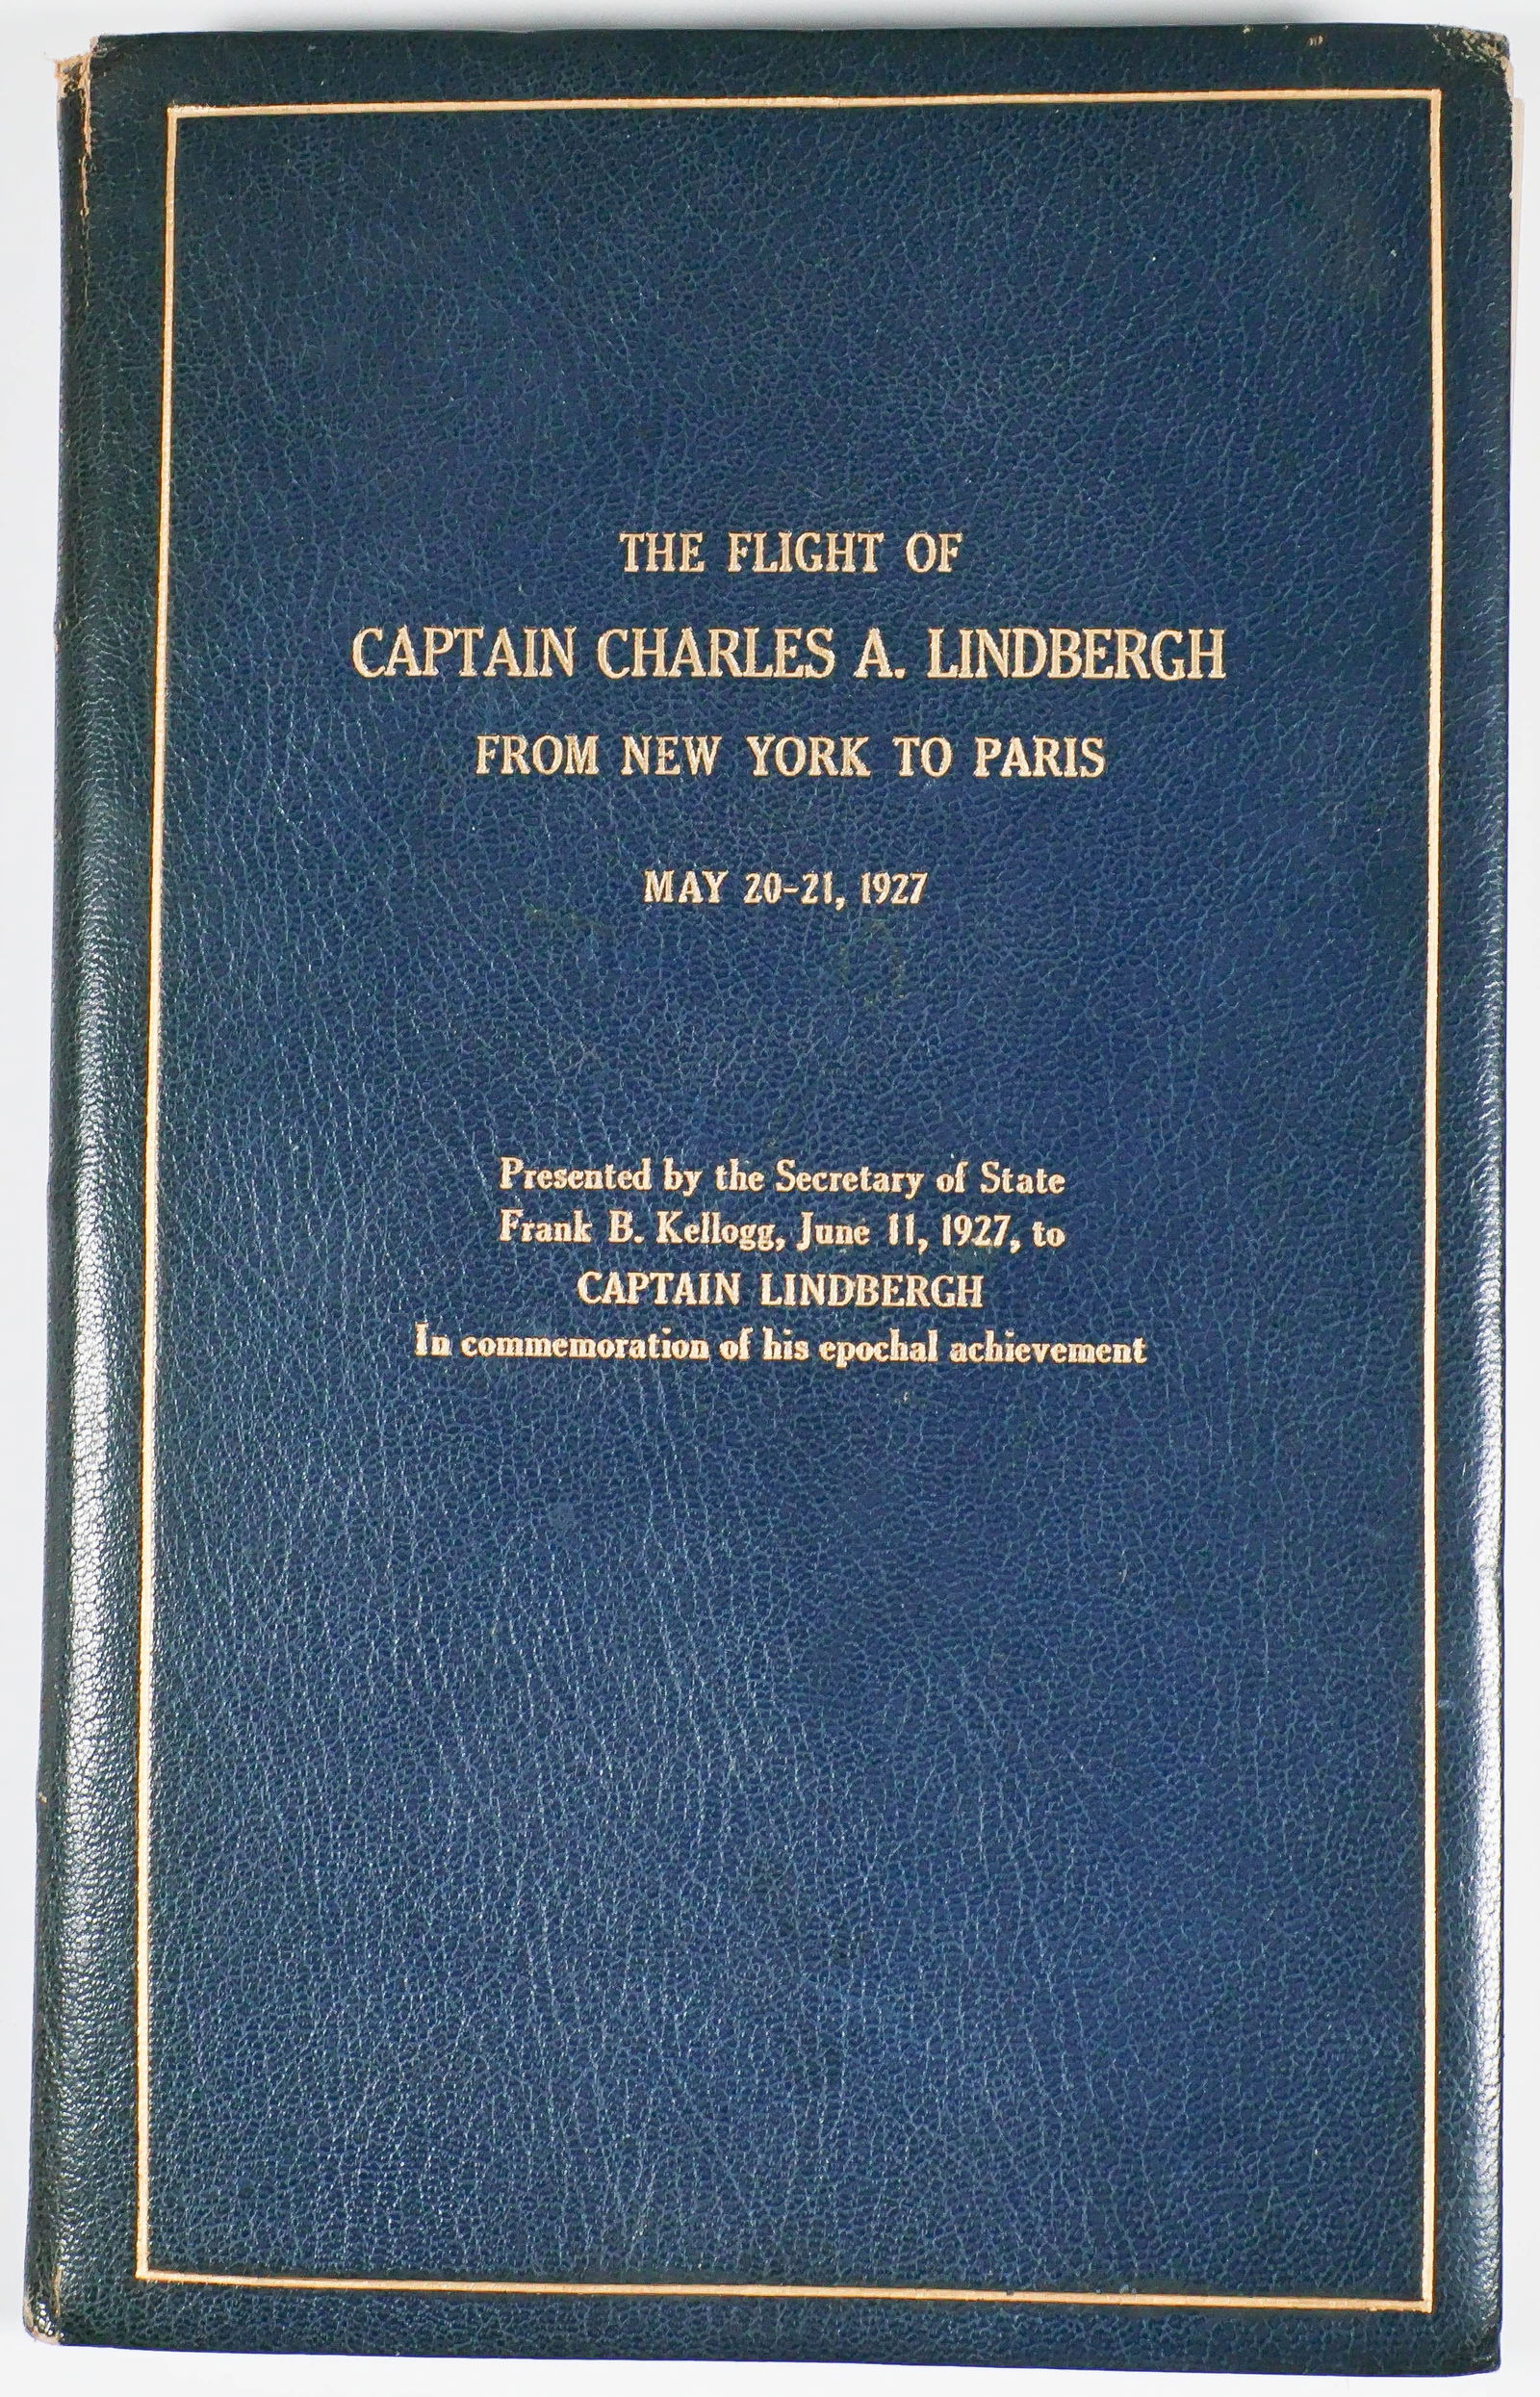 THE FLIGHT OF
CAPTAIN CHARLES A. LINDBERGH
FROM NEW YORK TO PARIS
MAY 20-21, 1927
Presented by the Secretary of State
Frank B. Kellogg, June 11, 1927, to
CAPTAIN LINDBERGH
In commemoration of his epochal achievement